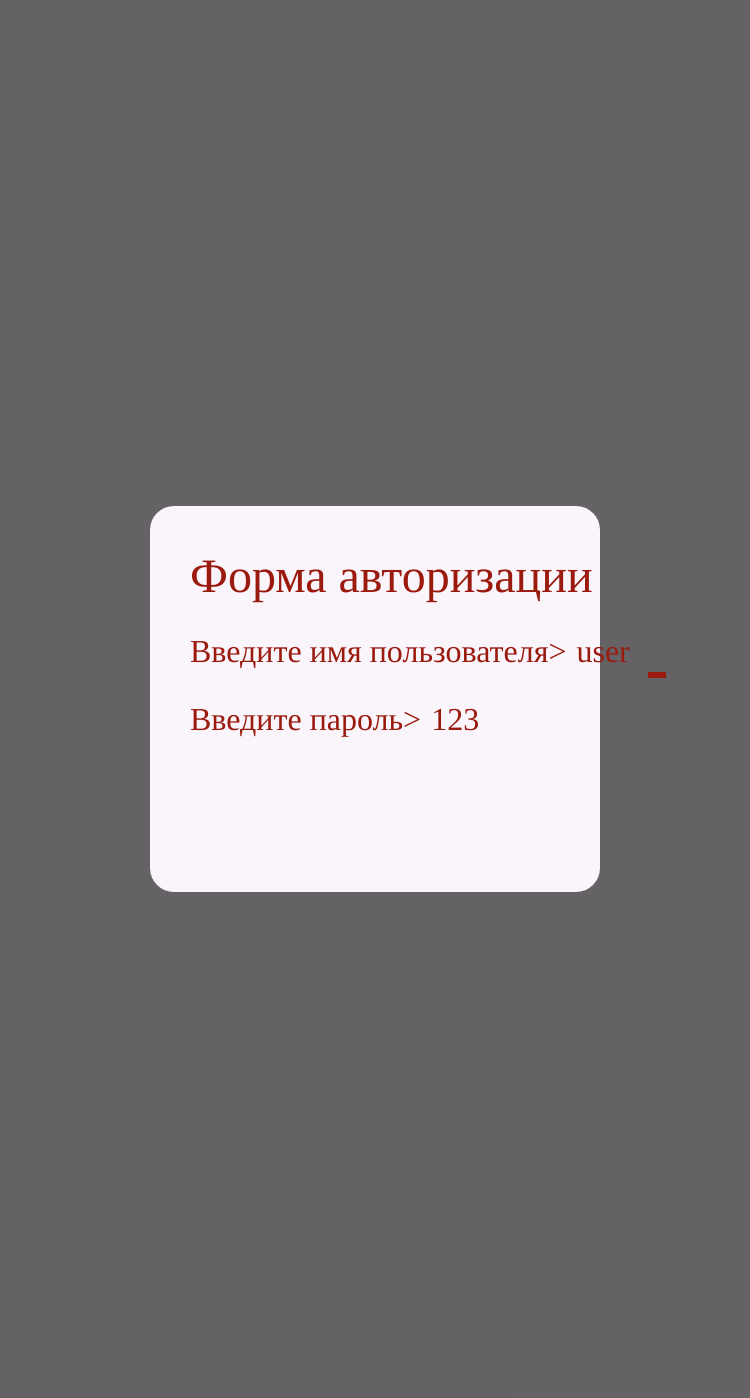 Форма авторизации
Введите имя пользователя> user
Введите пароль> 123